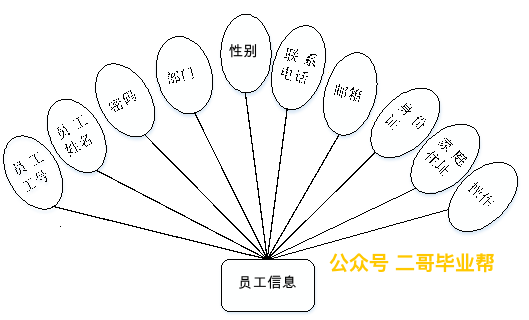 员工
工号
员工
姓名
密码
部门
性别
联系
电话
邮箱
身份
证
家庭
住址
操作
员工信息
公众号 二哥毕业帮